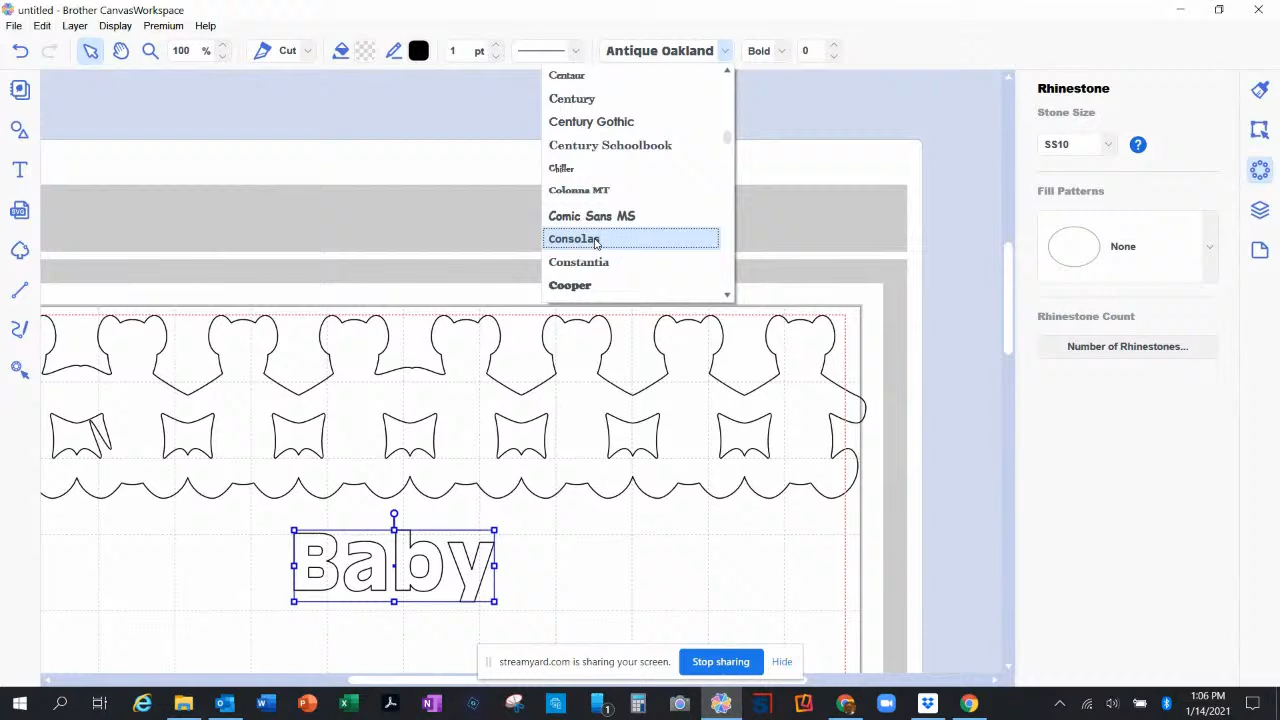 untitled - Brother CanvasWorkspace
File Edit Layer Display Premium Help
100 % Cut 1 pt Antique Oakland Bold 0
Centaur
Century
Century Gothic
Century Schoolbook
Chiller
Colonna MT
Comic Sans MS
Consolas
Constantia
Cooper
Rhinestone
Stone Size
SS10 ?
Fill Patterns
None
Rhinestone Count
Number of Rhinestones...
T
SVG
Baby
streamyard.com is sharing your screen. Stop sharing Hide
1:06 PM
1/14/2021